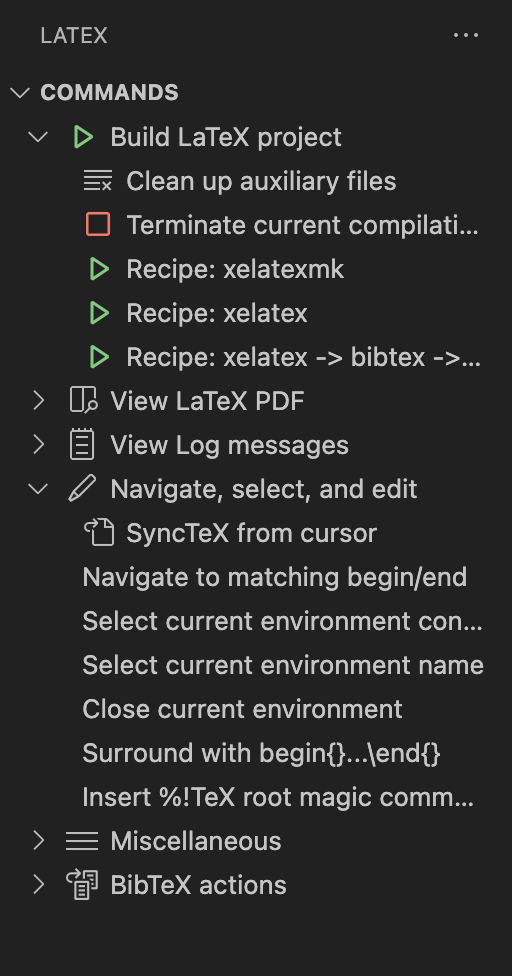 LATEX
COMMANDS
Build LaTeX project
Clean up auxiliary files
Terminate current compilati...
Recipe: xelatexmk
Recipe: xelatex
Recipe: xelatex -> bibtex ->...
View LaTeX PDF
View Log messages
Navigate, select, and edit
SyncTeX from cursor
Navigate to matching begin/end
Select current environment con...
Select current environment name
Close current environment
Surround with begin{}...\end{}
Insert %!TeX root magic comm...
Miscellaneous
BibTeX actions